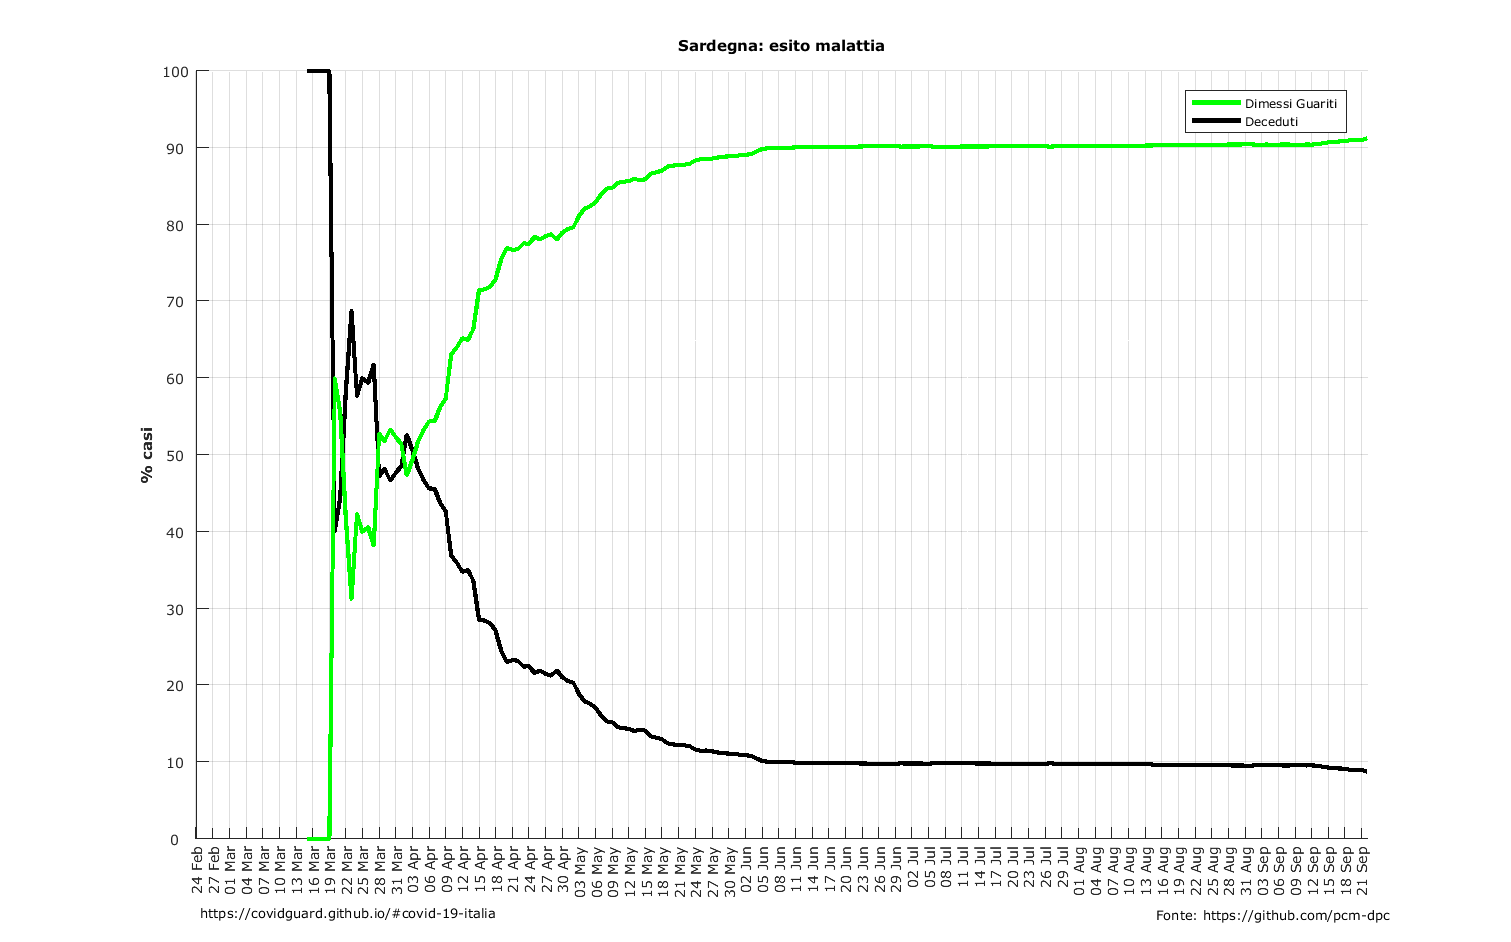 Sardegna: esito malattia
Dimessi Guariti
Deceduti
100
90
80
70
60
50
40
30
20
10
0
% casi
24 Feb
27 Feb
01 Mar
04 Mar
07 Mar
10 Mar
13 Mar
16 Mar
19 Mar
22 Mar
25 Mar
28 Mar
31 Mar
03 Apr
06 Apr
09 Apr
12 Apr
15 Apr
18 Apr
21 Apr
24 Apr
27 Apr
30 Apr
03 May
06 May
09 May
12 May
15 May
18 May
21 May
24 May
27 May
30 May
02 Jun
05 Jun
08 Jun
11 Jun
14 Jun
17 Jun
20 Jun
23 Jun
26 Jun
29 Jun
02 Jul
05 Jul
08 Jul
11 Jul
14 Jul
17 Jul
20 Jul
23 Jul
26 Jul
29 Jul
01 Aug
04 Aug
07 Aug
10 Aug
13 Aug
16 Aug
19 Aug
22 Aug
25 Aug
28 Aug
31 Aug
03 Sep
06 Sep
09 Sep
12 Sep
15 Sep
18 Sep
21 Sep
https://covidguard.github.io/#covid-19-italia
Fonte: https://github.com/pcm-dpc